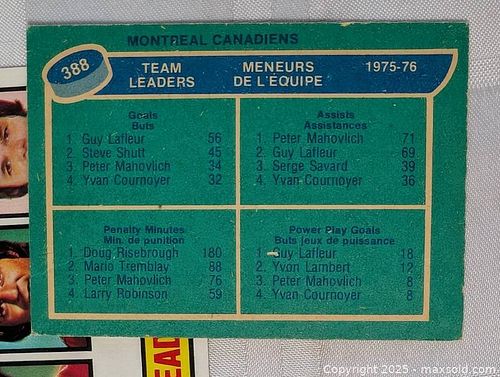 MONTREAL CANADIENS
388
TEAM LEADERS
MENEURS DE L'EQUIPE
1975-76
Goals
Buts
1. Guy Lafleur 56
2. Steve Shutt 45
3. Peter Mahovlich 34
4. Yvan Cournoyer 32
Assists
Assistances
1. Peter Mahovlich 71
2. Guy Lafleur 69
3. Serge Savard 39
4. Yvan Cournoyer 36
Penalty Minutes
Min. de punition
1. Doug Risebrough 180
2. Mario Tremblay 88
3. Peter Mahovlich 76
4. Larry Robinson 59
Power Play Goals
Buts jeux de puissance
1. Guy Lafleur 18
2. Yvon Lambert 12
3. Peter Mahovlich 8
4. Yvan Cournoyer 8
EAD
Copyright © 2025 - maxsold.com